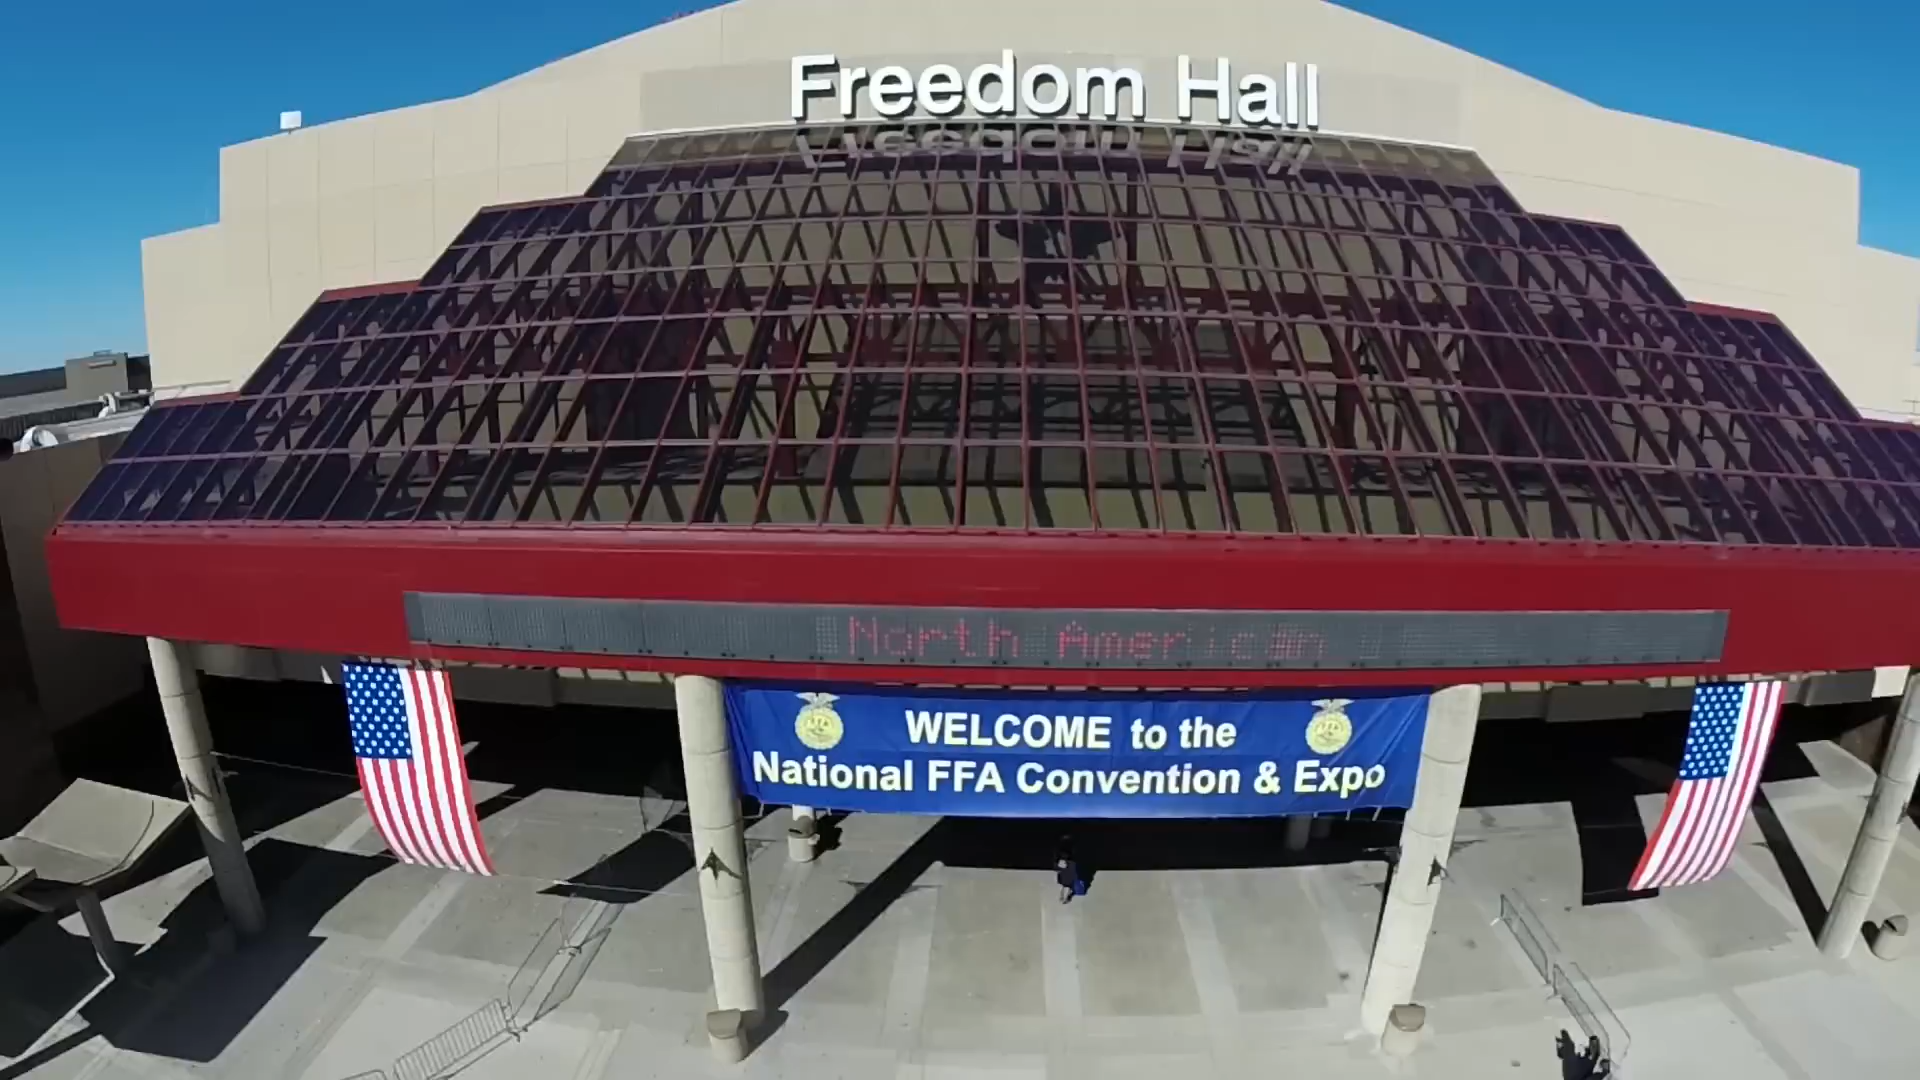 Freedom Hall
North American
WELCOME to the
National FFA Convention & Expo